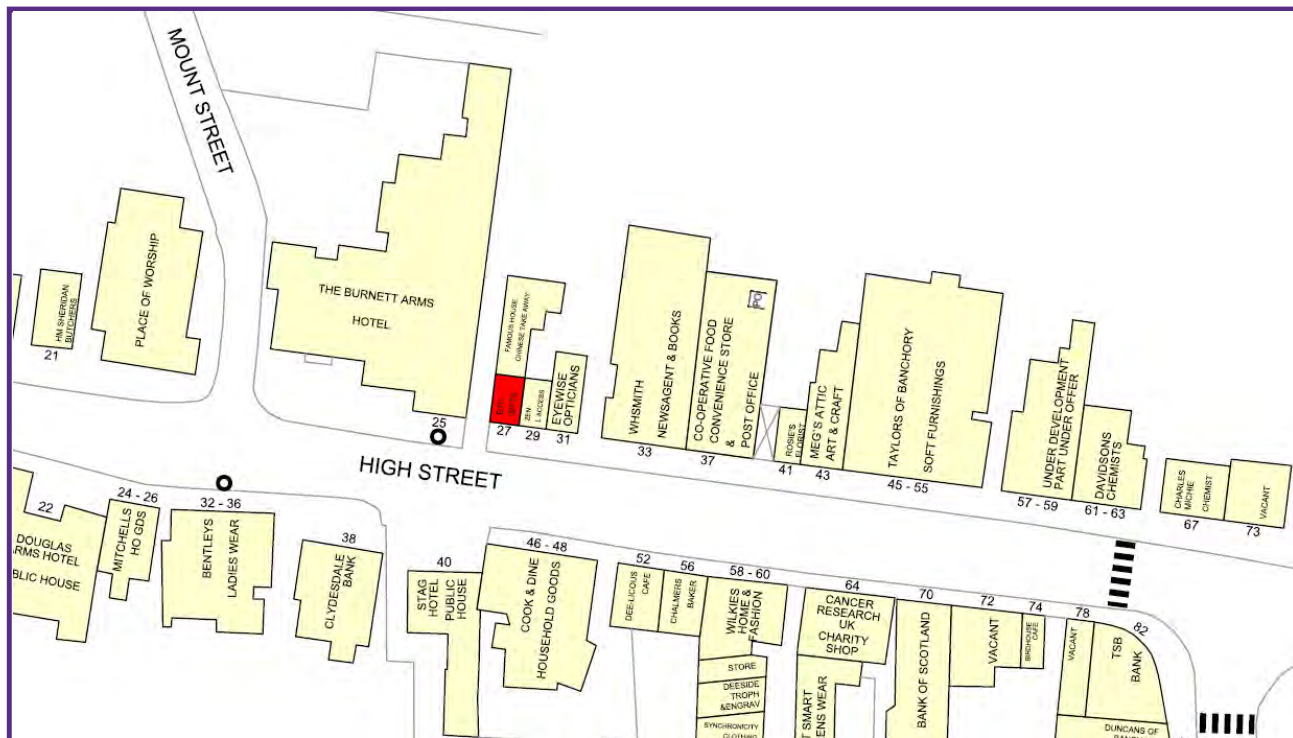 MOUNT STREET
PLACE OF WORSHIP
HM SHERIDAN
BUTCHERS
21
THE BURNETT ARMS
HOTEL
25
FAMOUS HOUSE
CHINESE TAKE AWAY
27
ZEN
29
EYEWISE
OPTICIANS
31
WHSMITH
NEWSAGENT & BOOKS
33
CO-OPERATIVE FOOD
CONVENIENCE STORE
&
POST OFFICE
PO
37
ROSIE'S
FLORIST
41
MEG'S ATTIC
ART & CRAFT
43
TAYLORS OF BANCHORY
SOFT FURNISHINGS
45 - 55
UNDER DEVELOPMENT
PART UNDER OFFER
57 - 59
DAVIDSONS
CHEMISTS
61 - 63
CHARLES
MICHIE
CHEMIST
67
VACANT
73
HIGH STREET
22
DOUGLAS
ARMS HOTEL
BLIC HOUSE
24 - 26
MITCHELLS
HO GDS
32 - 36
BENTLEYS
LADIES WEAR
38
CLYDESDALE
BANK
40
STAG
HOTEL
PUBLIC
HOUSE
46 - 48
COOK & DINE
HOUSEHOLD GOODS
52
DEE-LICOUS
CAFE
56
CHALMERS
BAKER
58 - 60
WILKIES
HOME &
FASHION
STORE
DEESIDE
TROPH
&ENGRAV
SYNCHRONICITY
CLOTHING
64
CANCER
RESEARCH
UK
CHARITY
SHOP
T SMART
ENS WEAR
70
BANK OF SCOTLAND
72
VACANT
74
BIRDHOUSE
CAFE
78
VACANT
82
TSB
BANK
DUNCANS OF